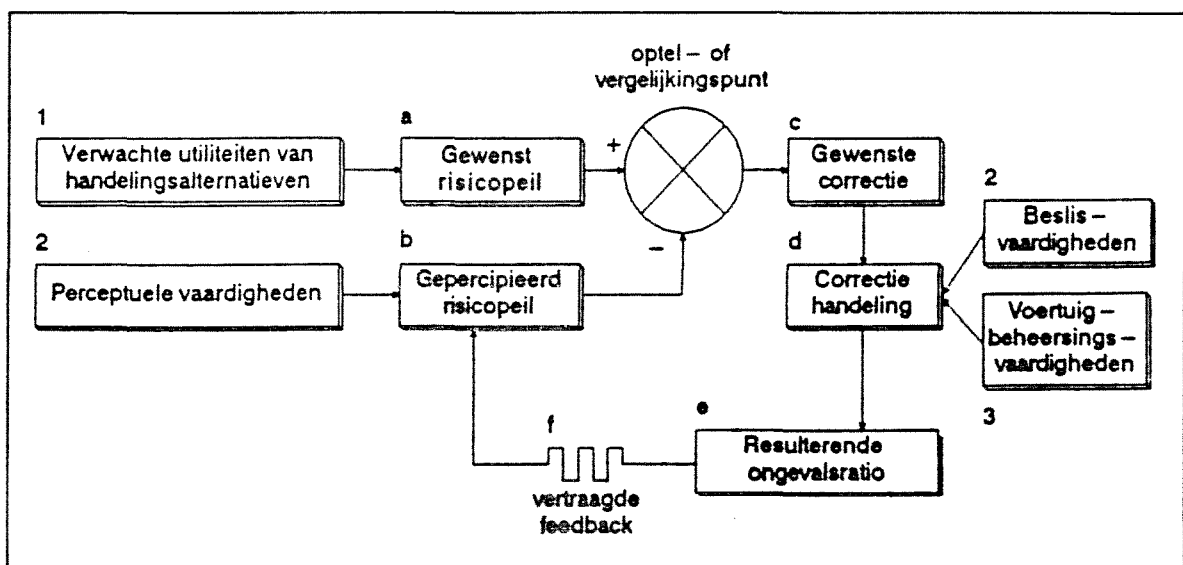 optel – of
vergelijkingspunt
1
Verwachte utiliteiten van
handelingsalternatieven
a
Gewenst
risicopeil
+
c
Gewenste
correctie
2
Perceptuele vaardigheden
b
Gepercipieerd
risicopeil
–
d
Correctie
handeling
2
Beslis –
vaardigheden
Voertuig –
beheersings –
vaardigheden
3
e
Resulterende
ongevalsratio
f
vertraagde
feedback